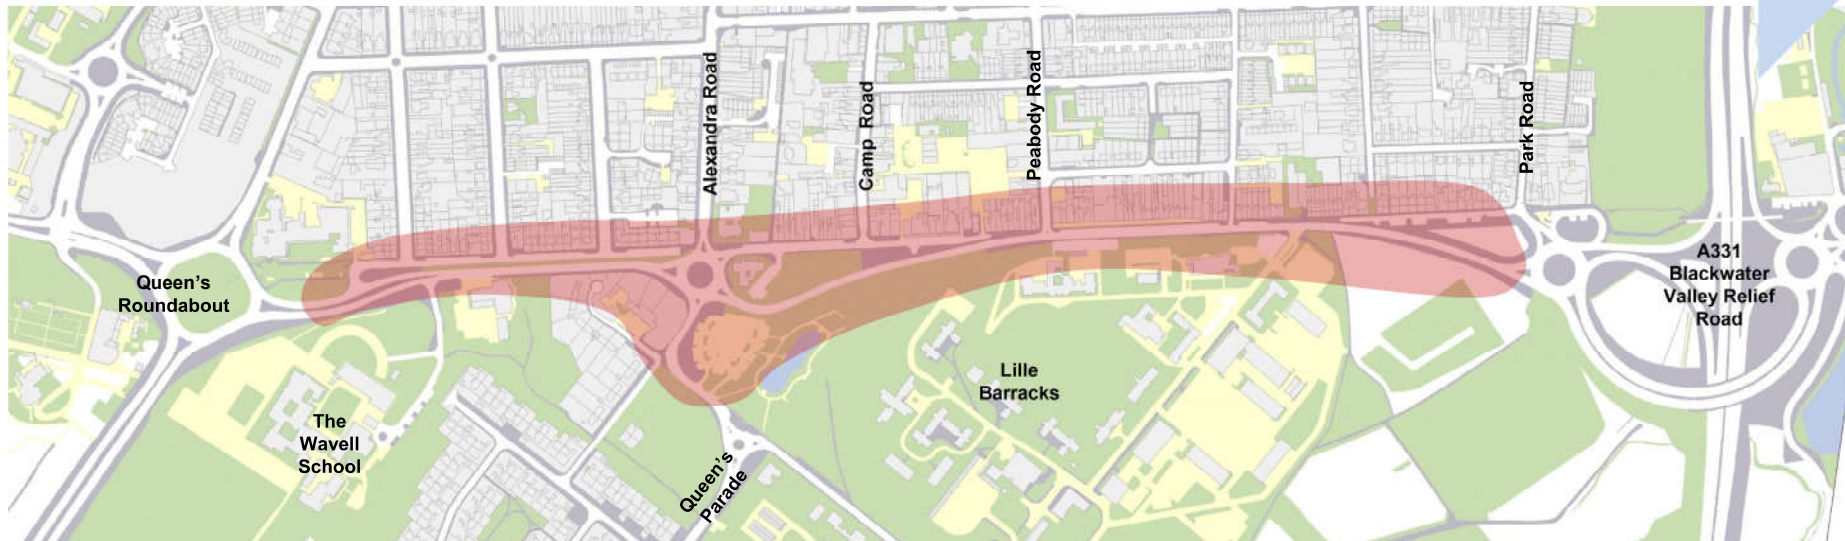 Alexandra Road
Camp Road
Peabody Road
Park Road
Queen's
Roundabout
A331
Blackwater
Valley Relief
Road
Lille
Barracks
The
Wavell
School
Queen's
Parade